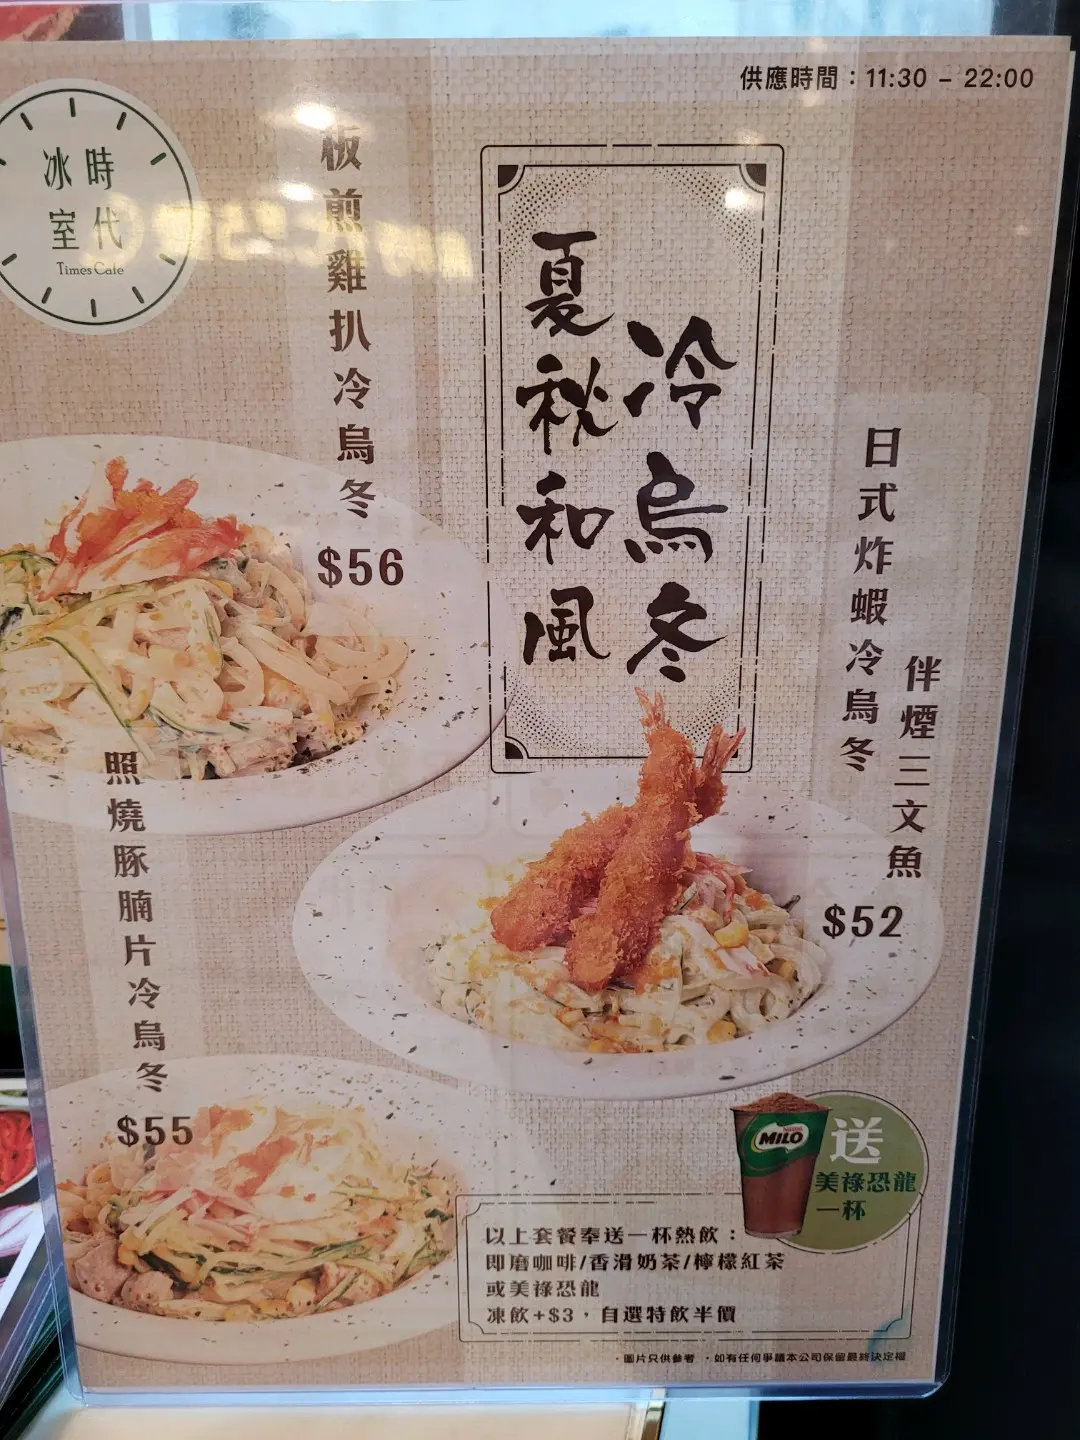 供應時間：11:30 – 22:00
時代
冰室
Times Cafe
冷烏冬
夏秘和風
板煎雞扒冷烏冬
$56
日式炸蝦冷烏冬
伴煙三文魚
$52
照燒豚腩片冷烏冬
$55
Nestle
MILO
送
美祿恐龍
一杯
以上套餐奉送一杯熱飲：
即磨咖啡/香滑奶茶/檸檬紅茶
或美祿恐龍
凍飲+$3，自選特飲半價
·圖片只供參考 ·如有任何爭議本公司保留最終決定權